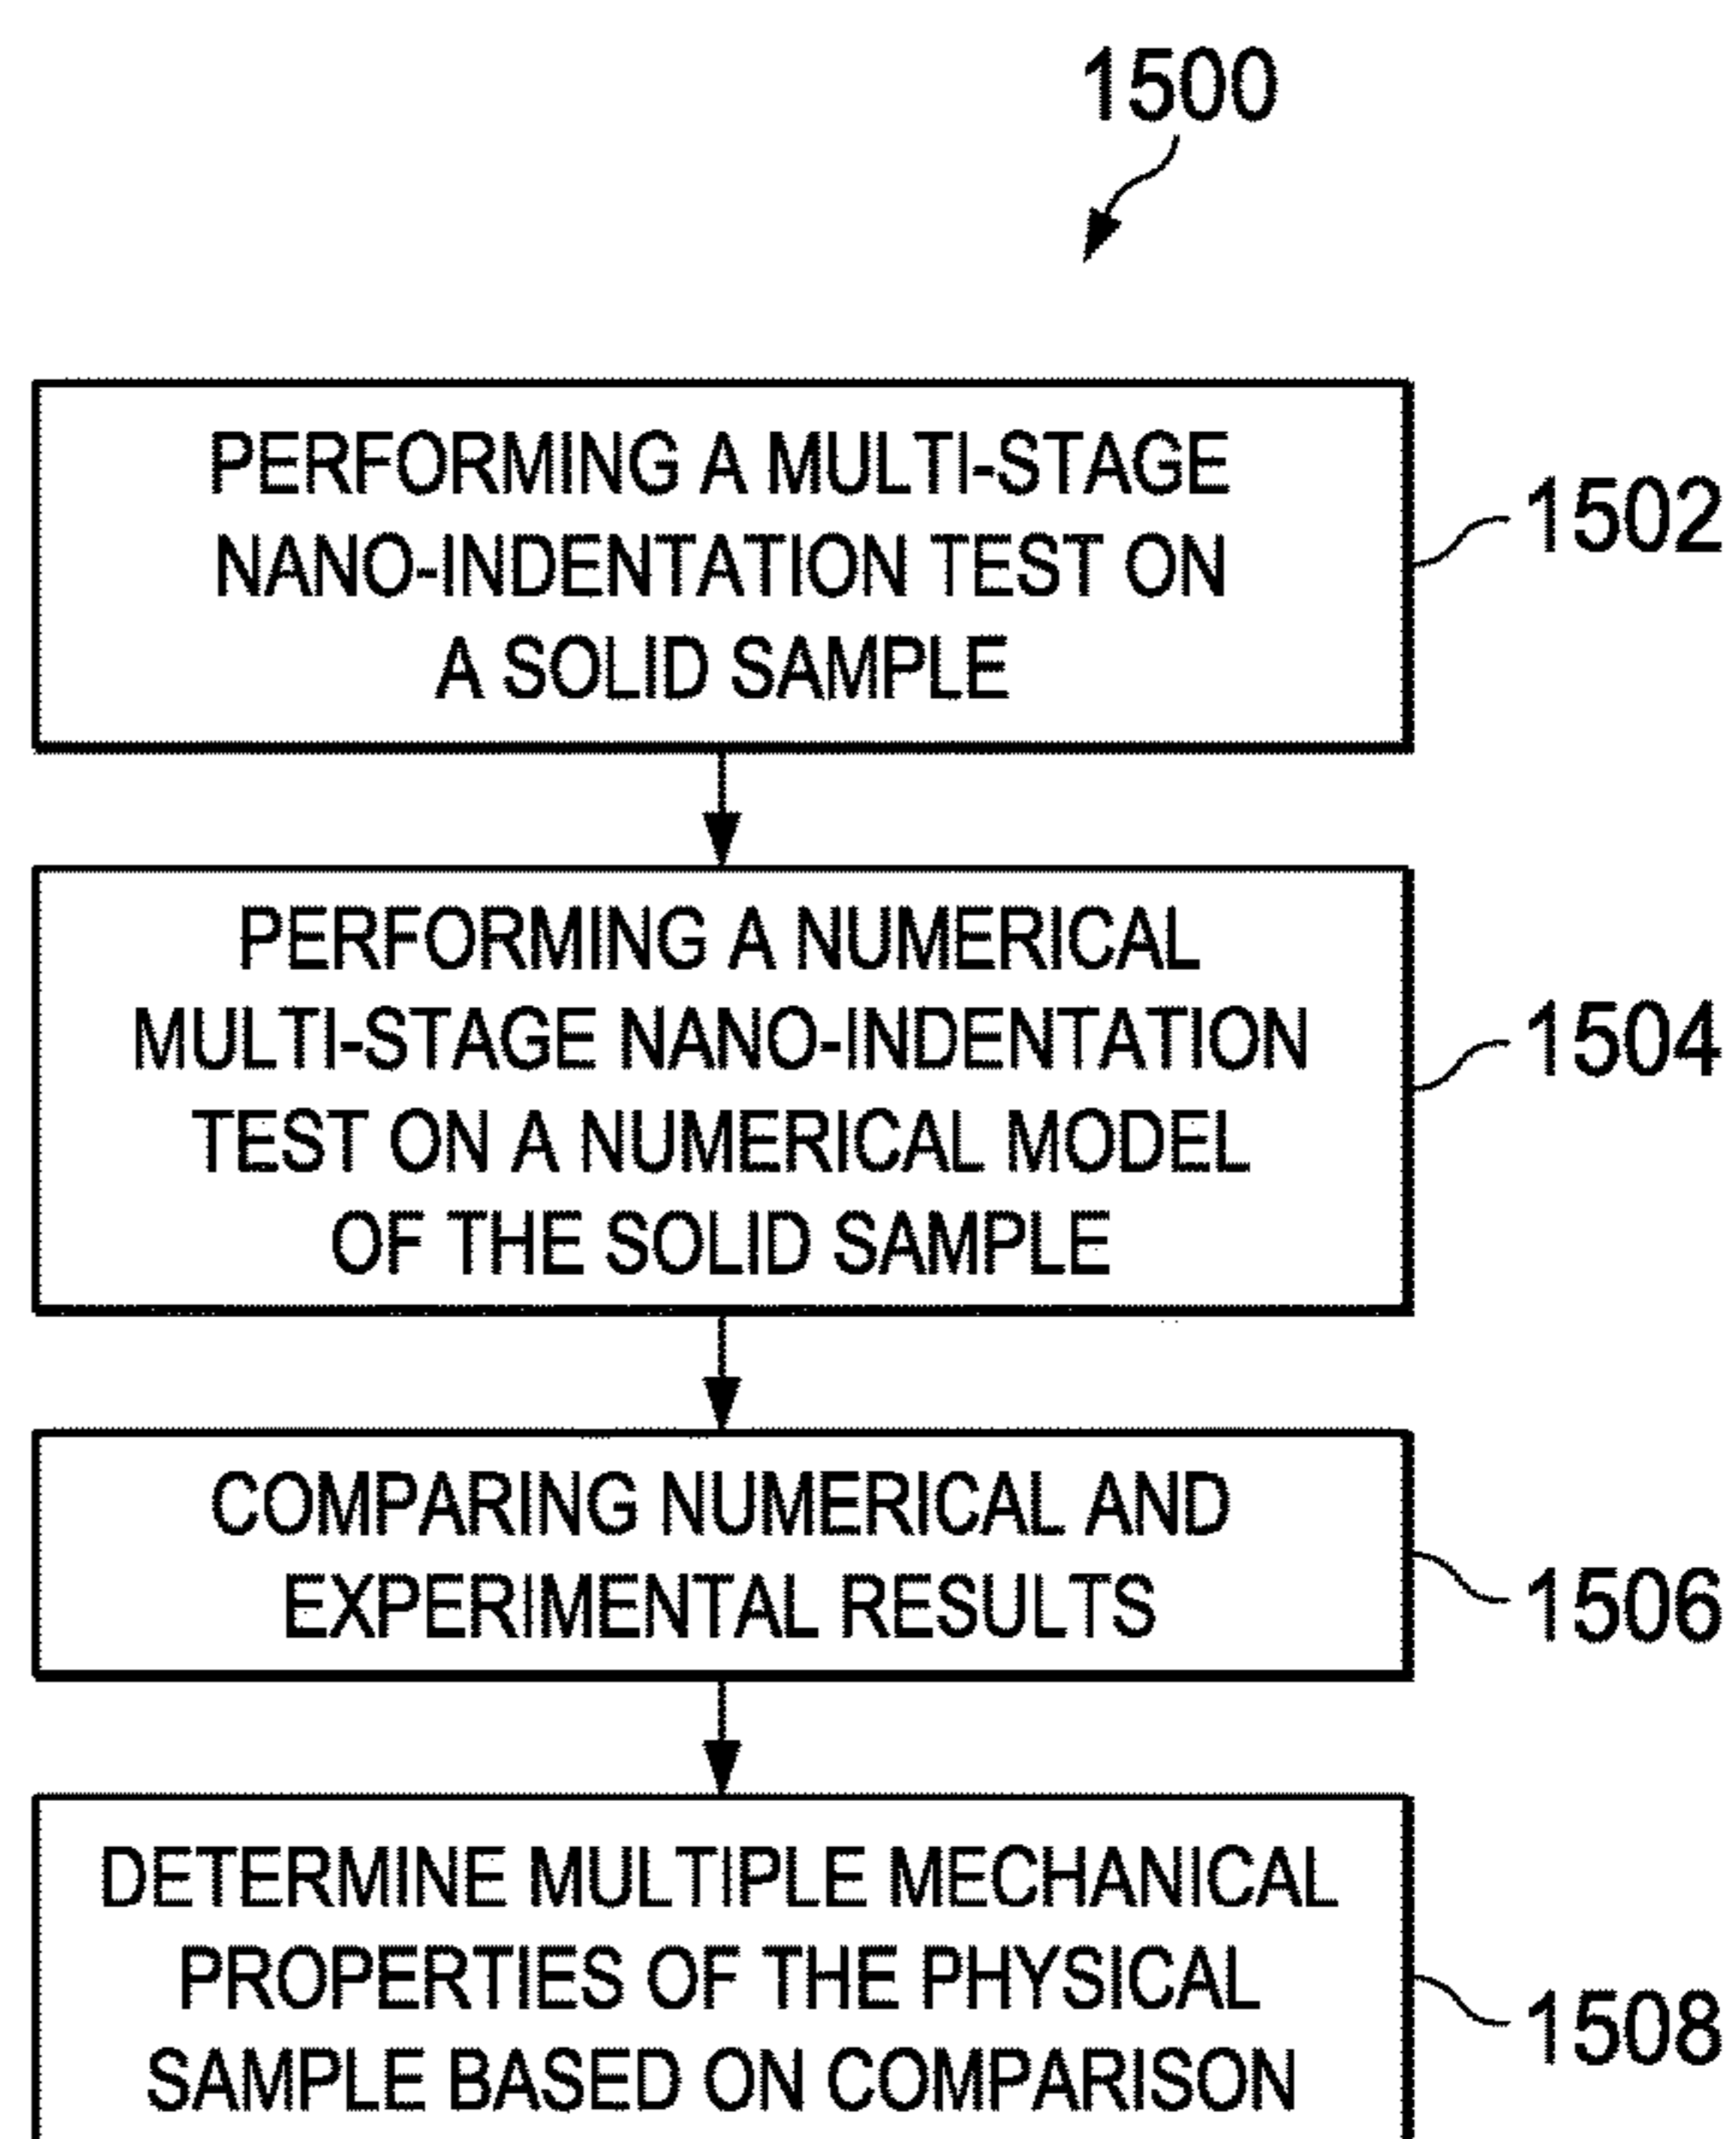 1500
PERFORMING A MULTI-STAGE
NANO-INDENTATION TEST ON
A SOLID SAMPLE
1502
PERFORMING A NUMERICAL
MULTI-STAGE NANO-INDENTATION
TEST ON A NUMERICAL MODEL
OF THE SOLID SAMPLE
1504
COMPARING NUMERICAL AND
EXPERIMENTAL RESULTS
1506
DETERMINE MULTIPLE MECHANICAL
PROPERTIES OF THE PHYSICAL
SAMPLE BASED ON COMPARISON
1508